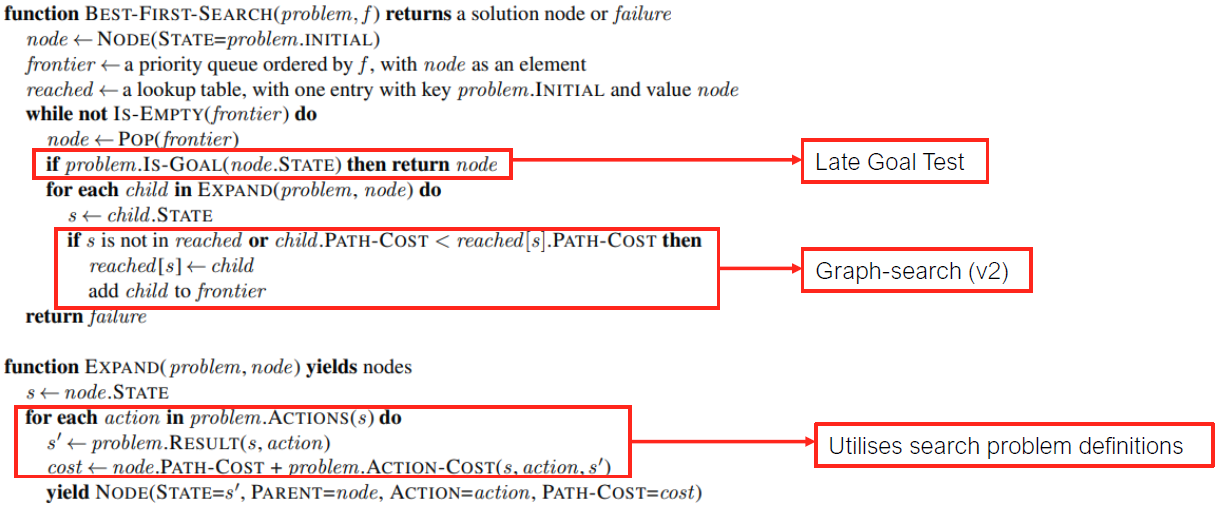 function BEST-FIRST-SEARCH(problem, f) returns a solution node or failure
node ← NODE(STATE=problem.INITIAL)
frontier ← a priority queue ordered by f, with node as an element
reached ← a lookup table, with one entry with key problem.INITIAL and value node
while not IS-EMPTY(frontier) do
node ← POP(frontier)
if problem.IS-GOAL(node.STATE) then return node
Late Goal Test
for each child in EXPAND(problem, node) do
s ← child.STATE
if s is not in reached or child.PATH-COST < reached[s].PATH-COST then
reached[s] ← child
add child to frontier
Graph-search (v2)
return failure
function EXPAND(problem, node) yields nodes
s ← node.STATE
for each action in problem.ACTIONS(s) do
s′ ← problem.RESULT(s, action)
cost ← node.PATH-COST + problem.ACTION-COST(s, action, s′)
Utilises search problem definitions
yield NODE(STATE=s′, PARENT=node, ACTION=action, PATH-COST=cost)